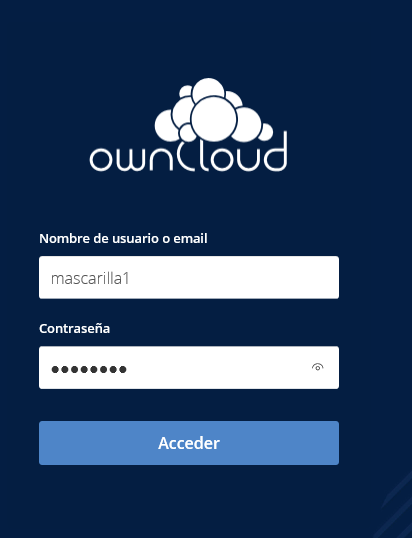 ownCloud
Nombre de usuario o email
mascarilla1
Contraseña
••••••••
Acceder